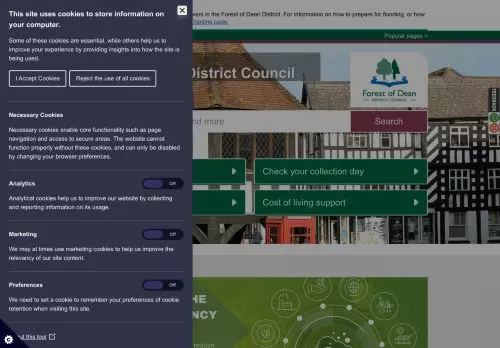 This site uses cookies to store information on
your computer.
Some of these cookies are essential, while others help us to
improve your experience by providing insights into how the site is
being used.
I Accept Cookies
Reject the use of all cookies
Necessary Cookies
Necessary cookies enable core functionality such as page
navigation and access to secure areas. The website cannot
function properly without these cookies, and can only be disabled
by changing your browser preferences.
Analytics
Off
Analytical cookies help us to improve our website by collecting
and reporting information on its usage.
Marketing
Off
We may at times use marketing cookies to help us improve the
relevancy of our site content.
Preferences
Off
We need to set a cookie to remember your preferences of cookie
retention when visiting this site.
out this tool
vers in the Forest of Dean District. For information on how to prepare for flooding, or how
ooding page.
Popular pages >
District Council
Forest of Dean
DISTRICT COUNCIL
nd more
Search
Check your collection day
Cost of living support
THE
NCY
reduce